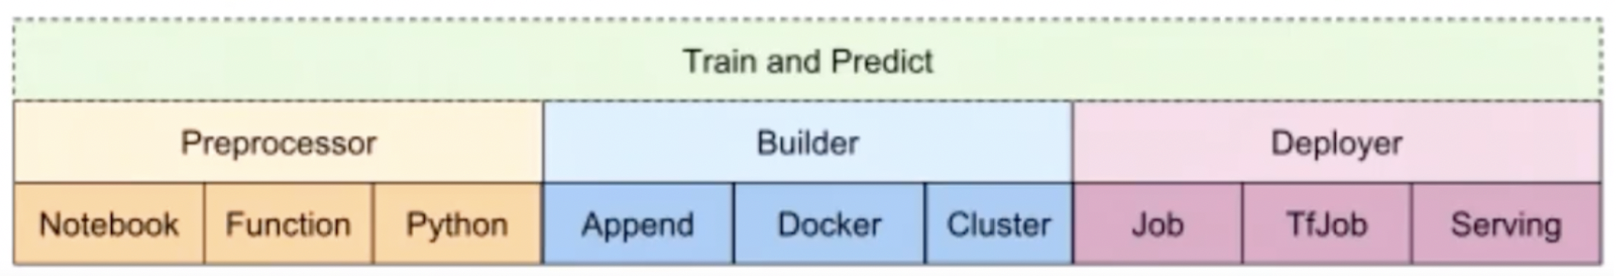 Train and Predict
Preprocessor Builder Deployer
Notebook Function Python Append Docker Cluster Job TfJob Serving